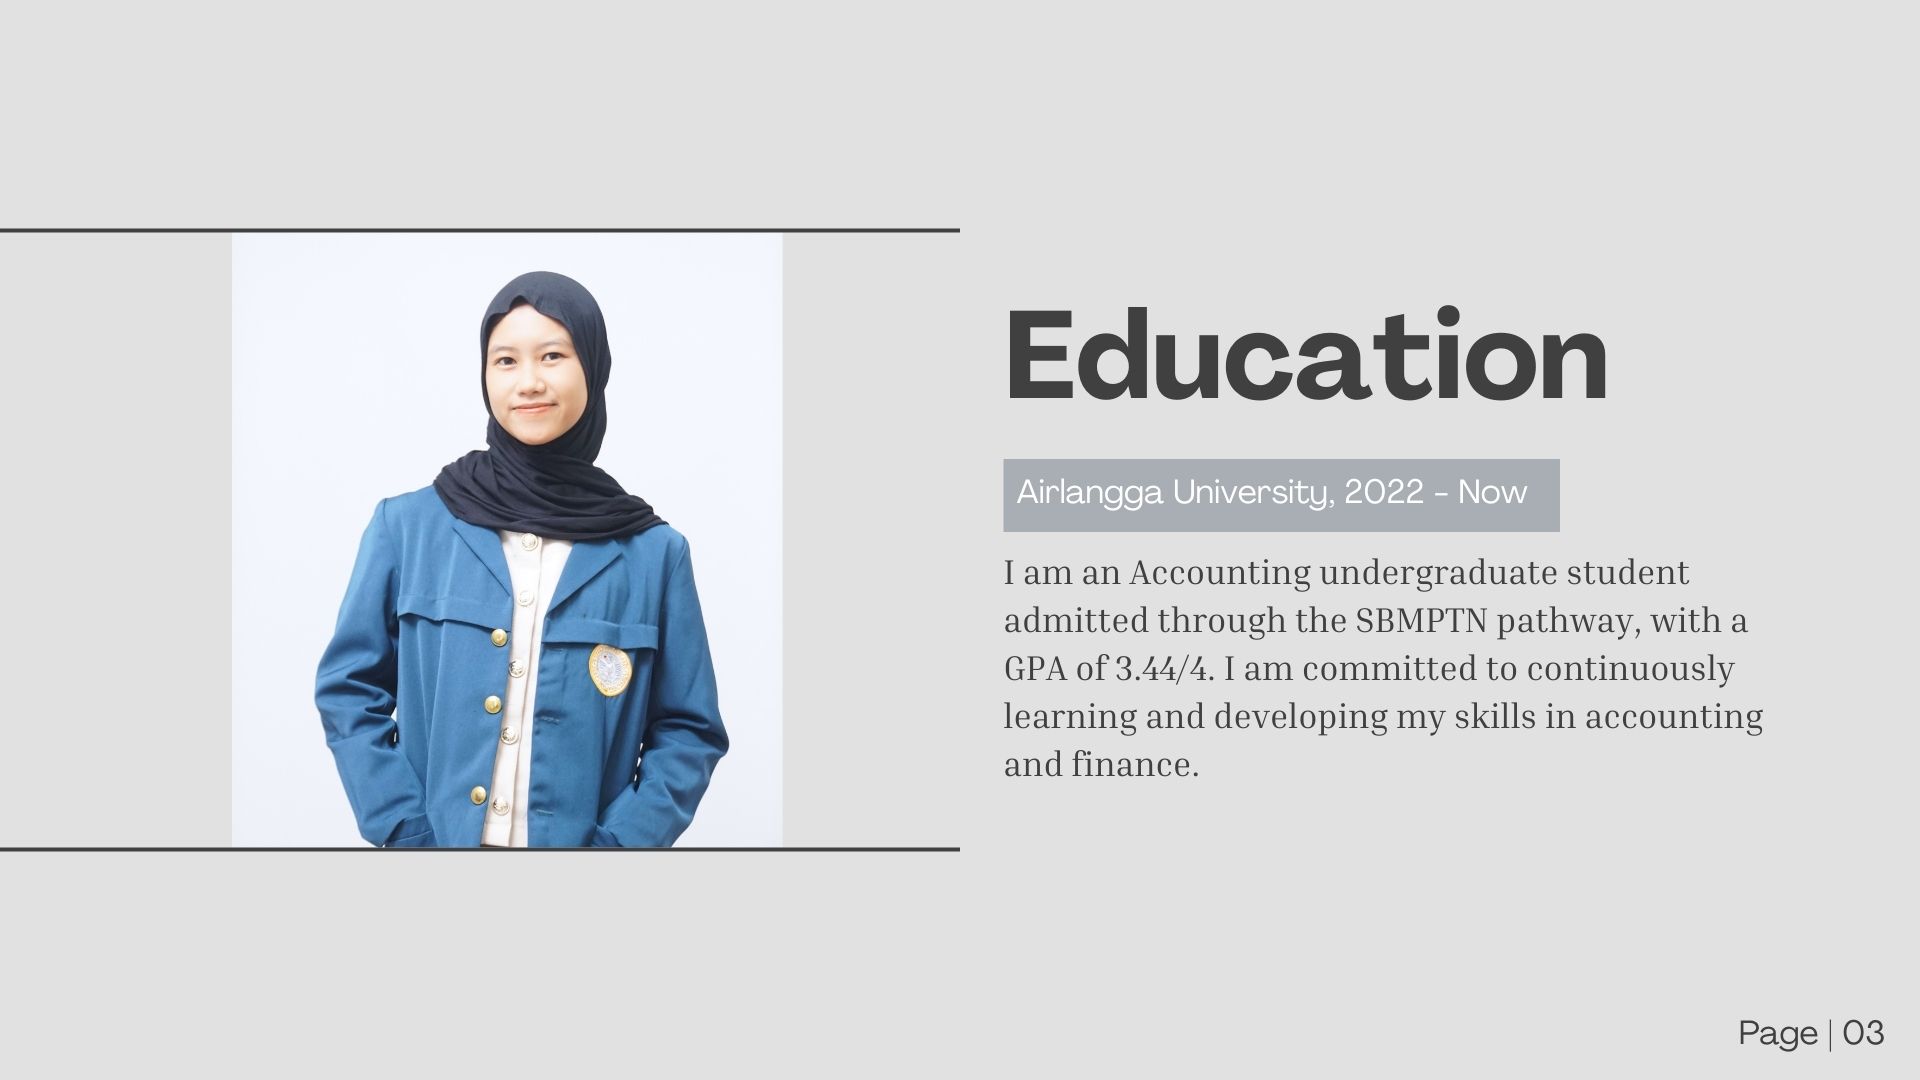 Education
Airlangga University, 2022 - Now
I am an Accounting undergraduate student
admitted through the SBMPTN pathway, with a
GPA of 3.44/4. I am committed to continuously
learning and developing my skills in accounting
and finance.
Page | 03